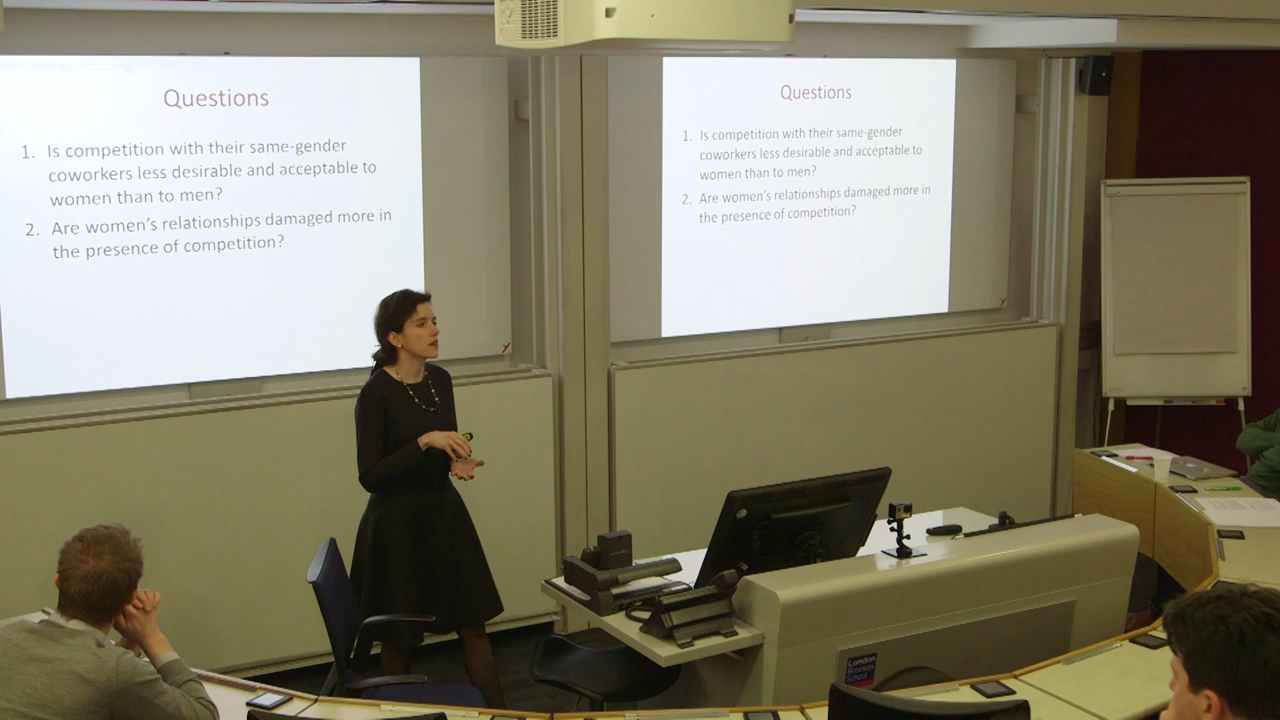 Questions
1. Is competition with their same-gender
coworkers less desirable and acceptable to
women than to men?
2. Are women's relationships damaged more in
the presence of competition?
Questions
1. Is competition with their same-gender
coworkers less desirable and acceptable to
women than to men?
2. Are women's relationships damaged more in
the presence of competition?
London
Business
School